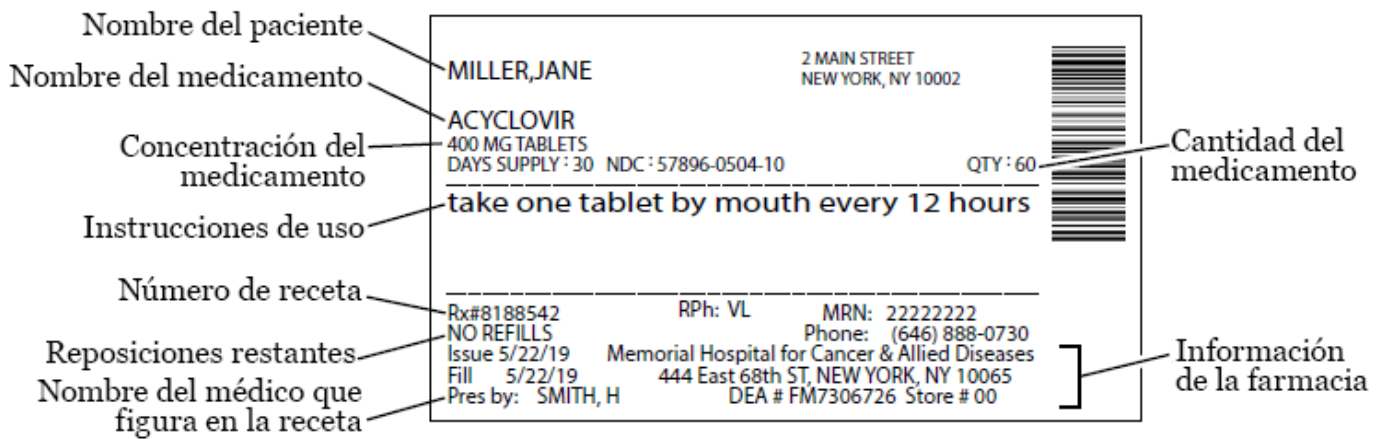 Nombre del paciente
MILLER,JANE
2 MAIN STREET
NEW YORK, NY 10002
Nombre del medicamento
ACYCLOVIR
Concentración del
medicamento
400 MG TABLETS
DAYS SUPPLY : 30 NDC : 57896-0504-10 QTY : 60
Cantidad del
medicamento
Instrucciones de uso
take one tablet by mouth every 12 hours
Número de receta
Rx#8188542 RPh: VL MRN: 22222222
Reposiciones restantes
NO REFILLS Phone: (646) 888-0730
Issue 5/22/19 Memorial Hospital for Cancer & Allied Diseases
Fill 5/22/19 444 East 68th ST, NEW YORK, NY 10065
Nombre del médico que
figura en la receta
Pres by: SMITH, H DEA # FM7306726 Store # 00
Información
de la farmacia